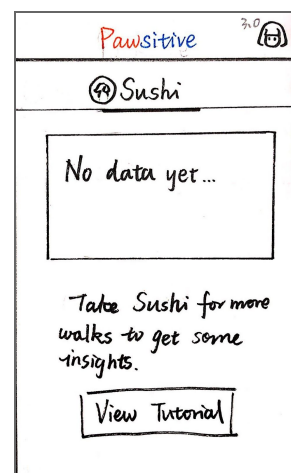 3.0
Pawsitive
Sushi
No data yet...
Take Sushi for more
walks to get some
insights.
View Tutorial